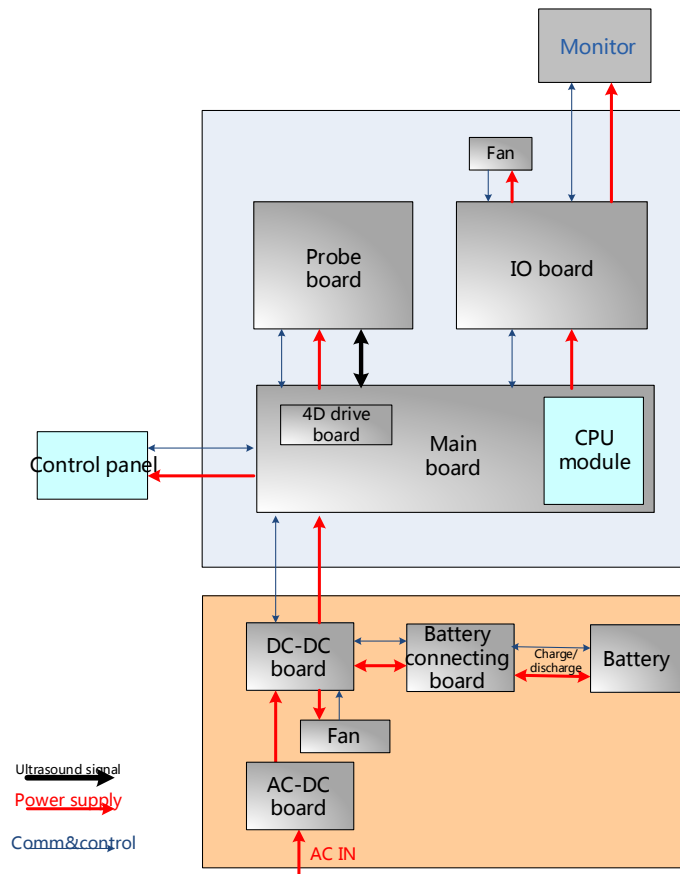 Monitor
Fan
Probe
board
IO board
4D drive
board
Main
board
CPU
module
Control panel
DC-DC
board
Battery
connecting
board
Charge/
discharge
Battery
Fan
AC-DC
board
AC IN
Ultrasound signal
Power supply
Comm&control